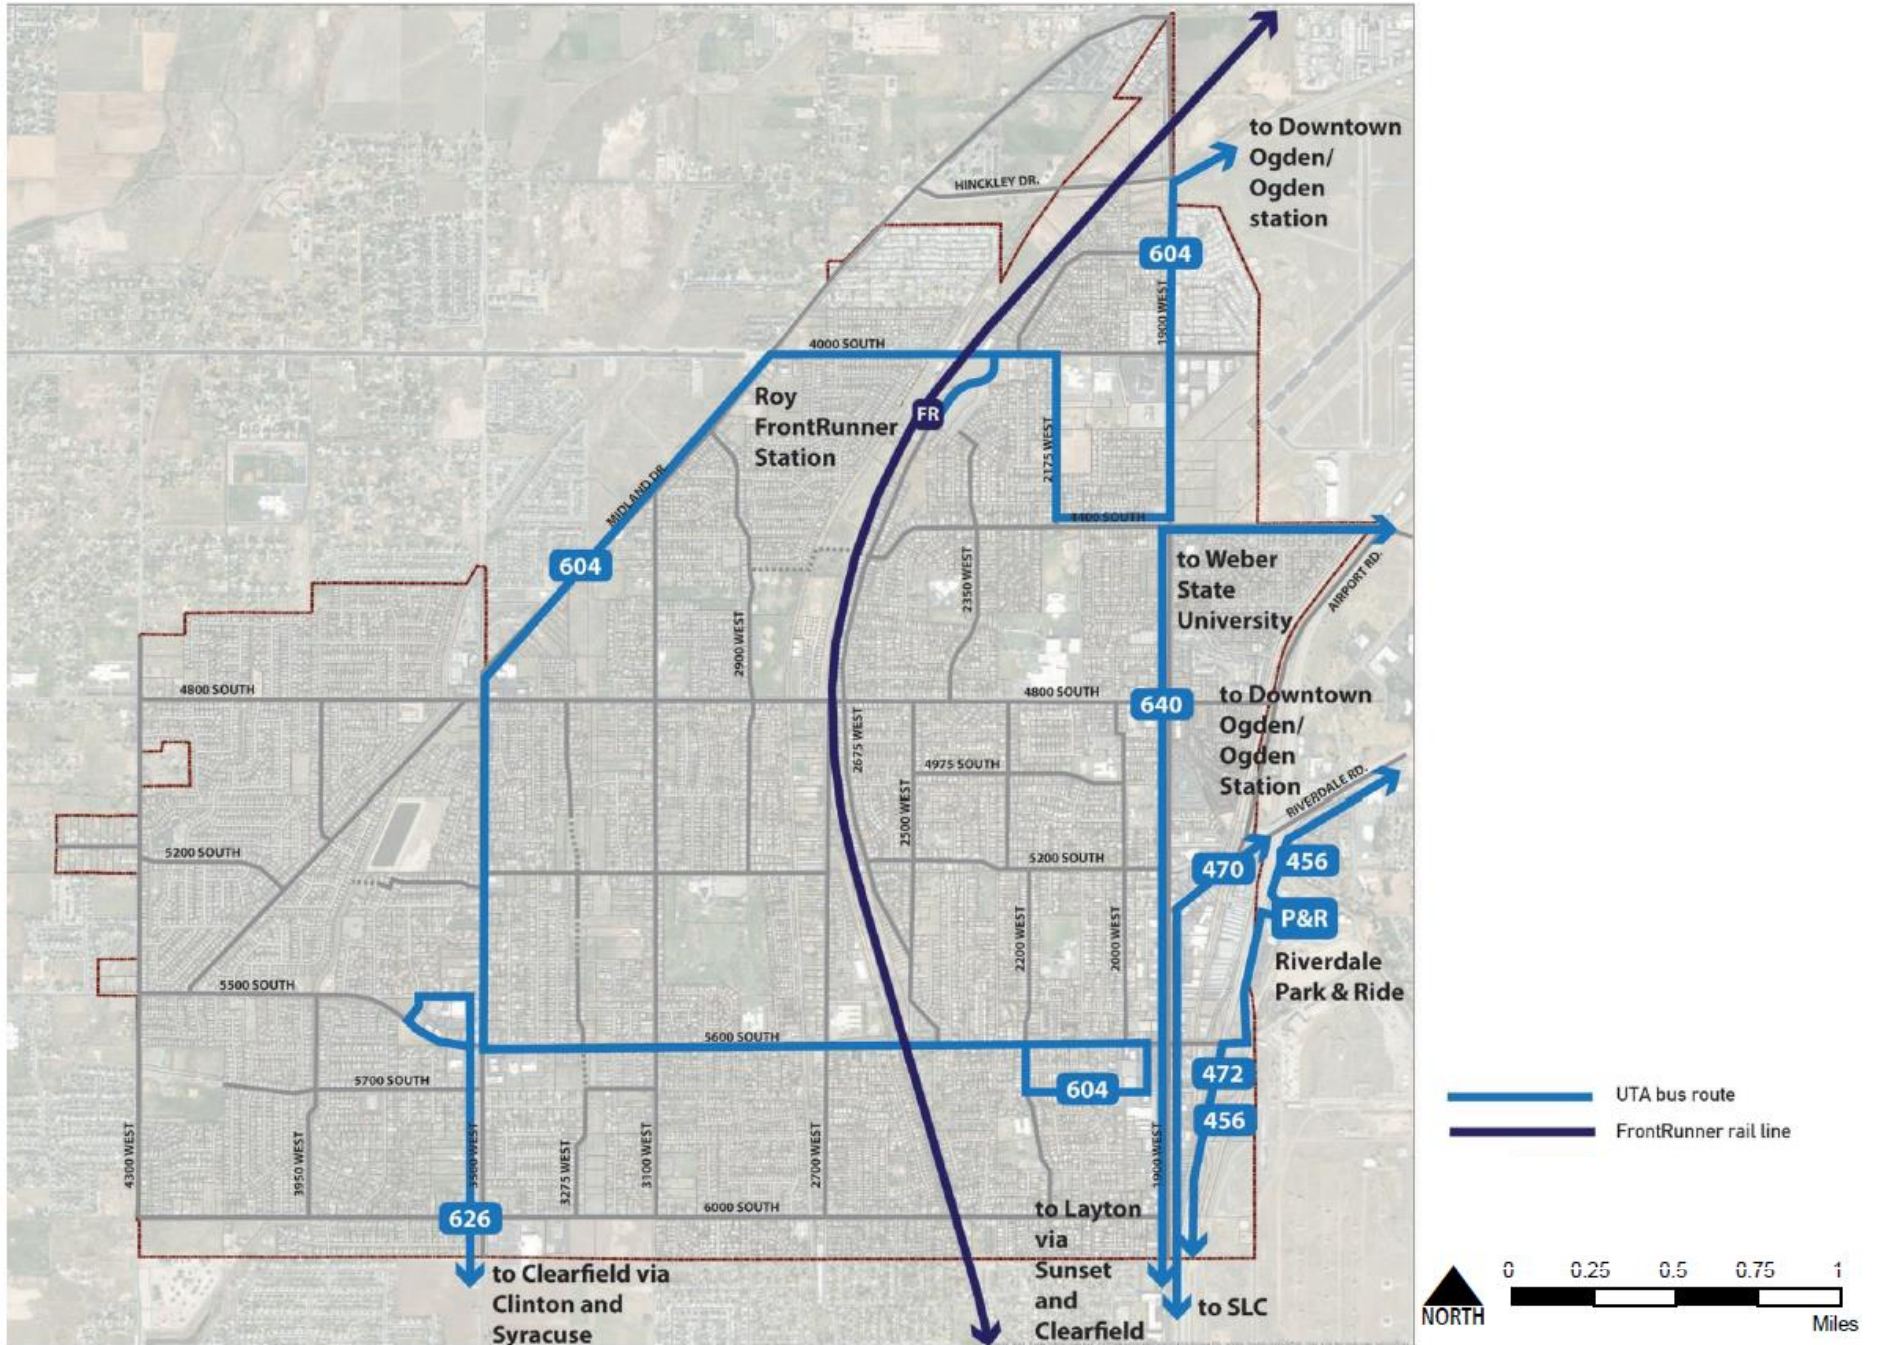 to Downtown
Ogden/
Ogden
station
HINCKLEY DR.
604
1900 WEST
4000 SOUTH
Roy
FrontRunner
Station
FR
2175 WEST
MIDLAND DR.
4400 SOUTH
604
to Weber
State
University
AIRPORT RD.
2350 WEST
2900 WEST
4800 SOUTH
4800 SOUTH
640
to Downtown
Ogden/
Ogden
Station
RIVERDALE RD.
2675 WEST
4975 SOUTH
2500 WEST
5200 SOUTH
5200 SOUTH
470
456
P&R
Riverdale
Park & Ride
2200 WEST
2000 WEST
5500 SOUTH
5600 SOUTH
5700 SOUTH
604
472
456
4300 WEST
3950 WEST
3500 WEST
3275 WEST
3100 WEST
2700 WEST
1900 WEST
6000 SOUTH
626
to Clearfield via
Clinton and
Syracuse
to Layton
via
Sunset
and
Clearfield
to SLC
UTA bus route
FrontRunner rail line
NORTH
0 0.25 0.5 0.75 1
Miles